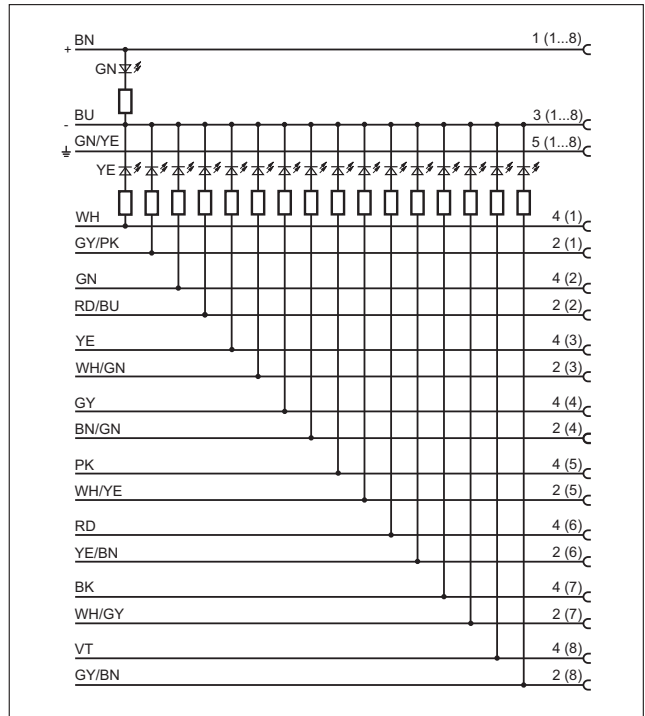 BN 1 (1...8)
+
GN
BU 3 (1...8)
-
GN/YE 5 (1...8)
YE
WH 4 (1)
GY/PK 2 (1)
GN 4 (2)
RD/BU 2 (2)
YE 4 (3)
WH/GN 2 (3)
GY 4 (4)
BN/GN 2 (4)
PK 4 (5)
WH/YE 2 (5)
RD 4 (6)
YE/BN 2 (6)
BK 4 (7)
WH/GY 2 (7)
VT 4 (8)
GY/BN 2 (8)